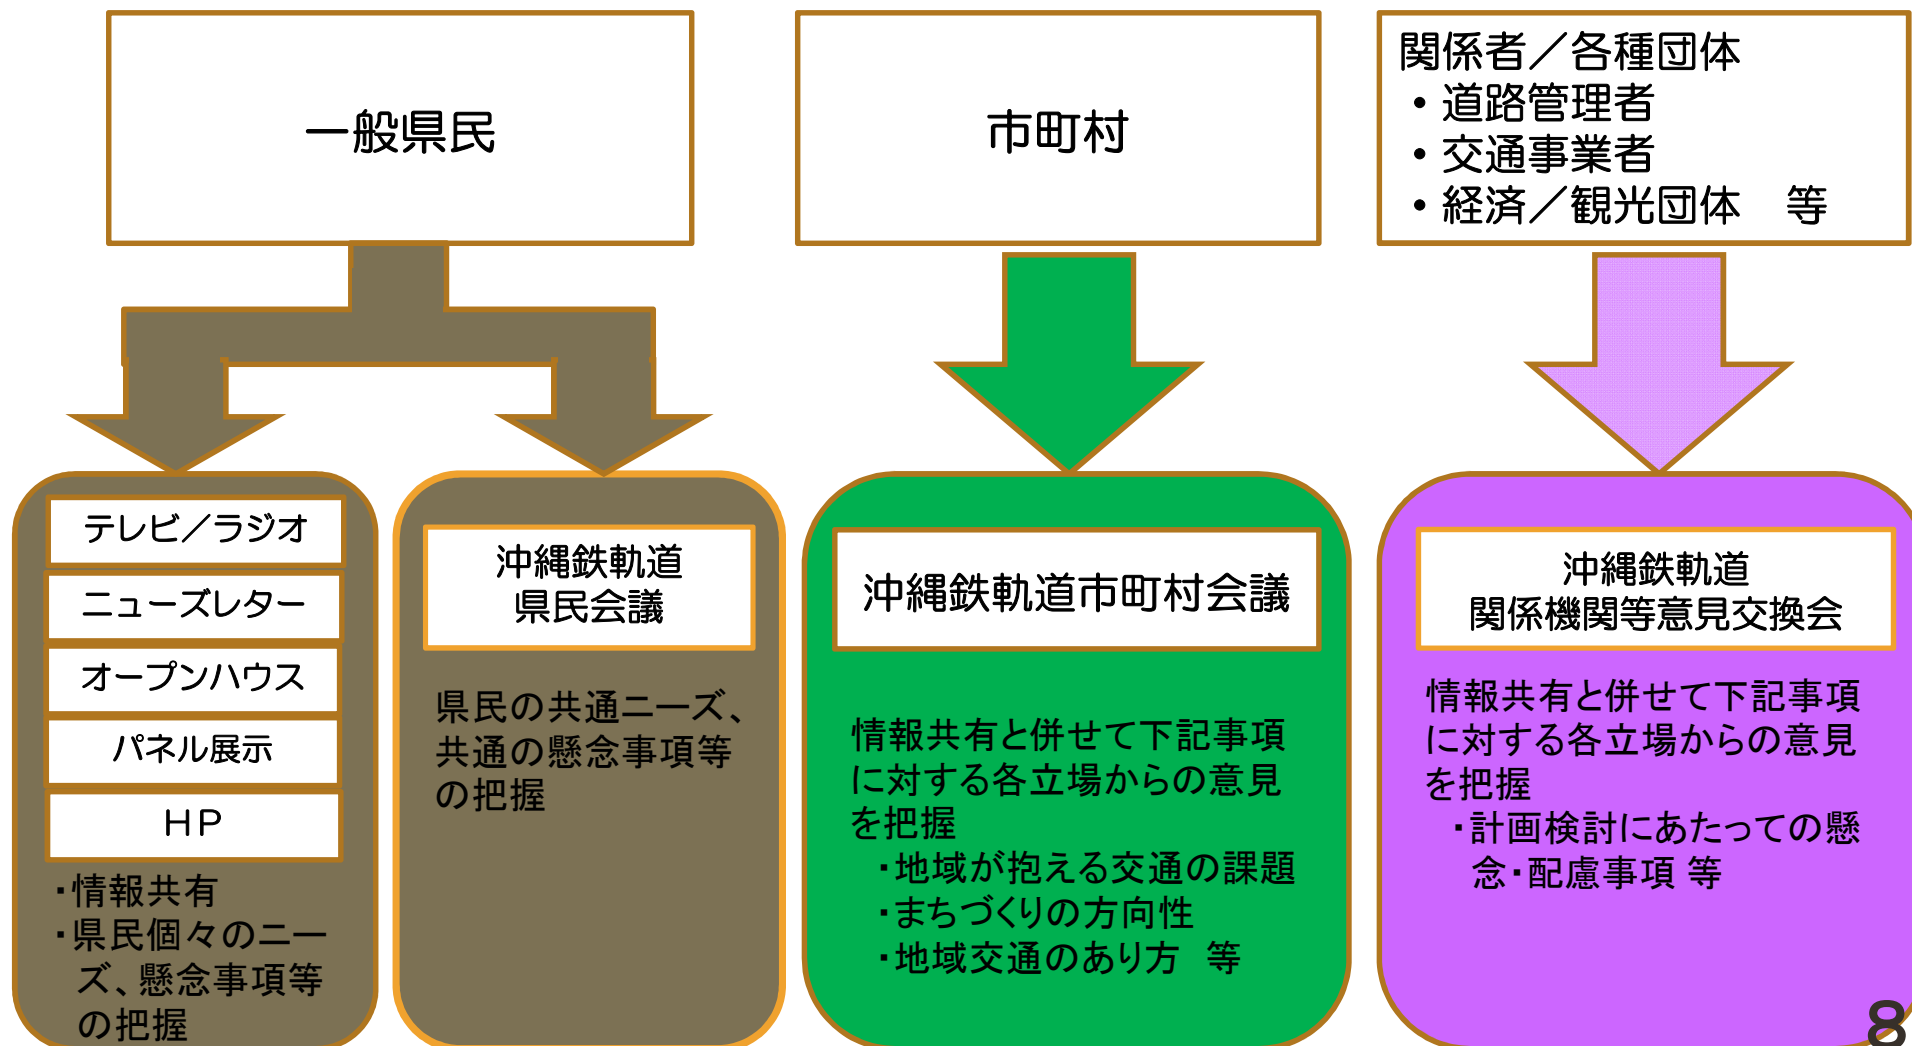 一般県民
市町村
関係者／各種団体
・道路管理者
・交通事業者
・経済／観光団体　等
テレビ／ラジオ
ニューズレター
オープンハウス
パネル展示
ＨＰ
・情報共有
・県民個々のニー
ズ、懸念事項等
の把握
沖縄鉄軌道
県民会議
県民の共通ニーズ、
共通の懸念事項等
の把握
沖縄鉄軌道市町村会議
情報共有と併せて下記事項
に対する各立場からの意見
を把握
・地域が抱える交通の課題
・まちづくりの方向性
・地域交通のあり方　等
沖縄鉄軌道
関係機関等意見交換会
情報共有と併せて下記事項
に対する各立場からの意見
を把握
・計画検討にあたっての懸
念・配慮事項 等
8